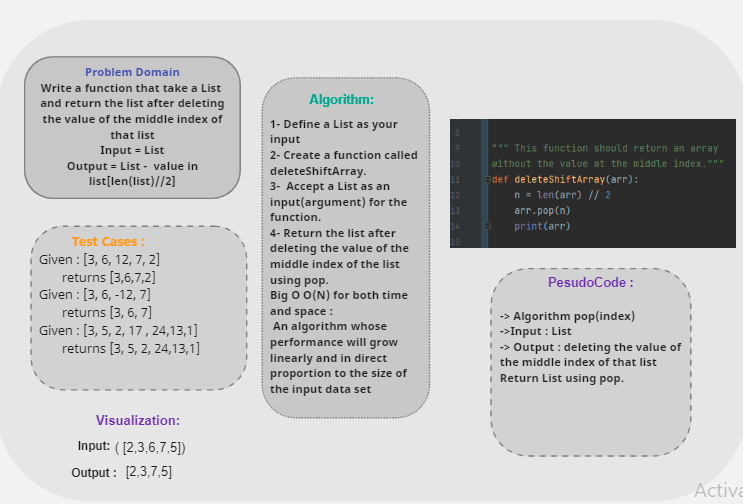 Problem Domain
Write a function that take a List
and return the list after deleting
the value of the middle index of
that list
Input = List
Output = List - value in
list[len(list)//2]
Test Cases :
Given : [3, 6, 12, 7, 2]
returns [3,6,7,2]
Given : [3, 6, -12, 7]
returns [3, 6, 7]
Given : [3, 5, 2, 17 , 24,13,1]
returns [3, 5, 2, 24,13,1]
Visualization:
Input: ( [2,3,6,7,5])
Output : [2,3,7,5]
Algorithm:
1- Define a List as your
input
2- Create a function called
deleteShiftArray.
3- Accept a List as an
input(argument) for the
function.
4- Return the list after
deleting the value of the
middle index of the list
using pop.
Big O O(N) for both time
and space :
An algorithm whose
performance will grow
linearly and in direct
proportion to the size of
the input data set
8
9 """ This function should return an array
10 without the value at the middle index."""
11 def deleteShiftArray(arr):
12 n = len(arr) // 2
13 arr.pop(n)
14 print(arr)
15
PesudoCode :
-> Algorithm pop(index)
->Input : List
-> Output : deleting the value of
the middle index of that list
Return List using pop.
Activa